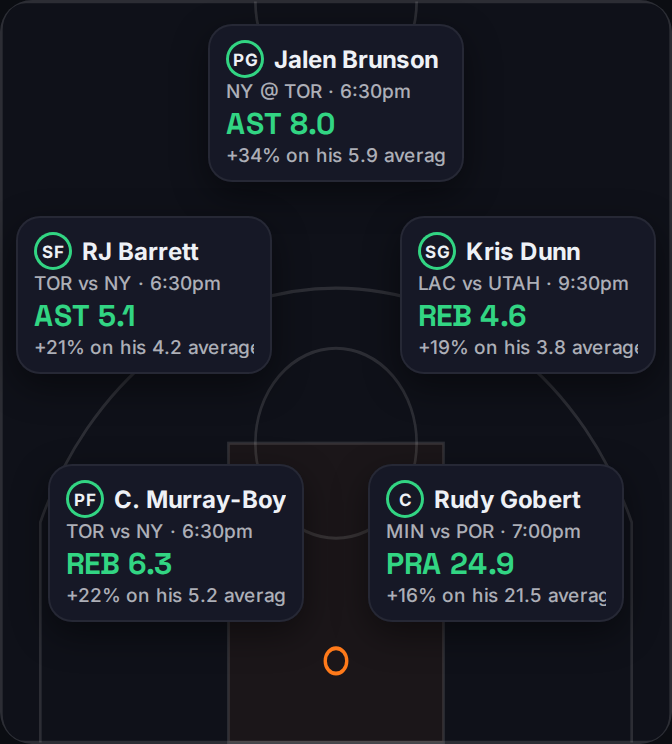 PG Jalen Brunson
NY @ TOR · 6:30pm
AST 8.0
+34% on his 5.9 averag
SF RJ Barrett
TOR vs NY · 6:30pm
AST 5.1
+21% on his 4.2 average
SG Kris Dunn
LAC vs UTAH · 9:30pm
REB 4.6
+19% on his 3.8 average
PF C. Murray-Boy
TOR vs NY · 6:30pm
REB 6.3
+22% on his 5.2 averag
C Rudy Gobert
MIN vs POR · 7:00pm
PRA 24.9
+16% on his 21.5 averag